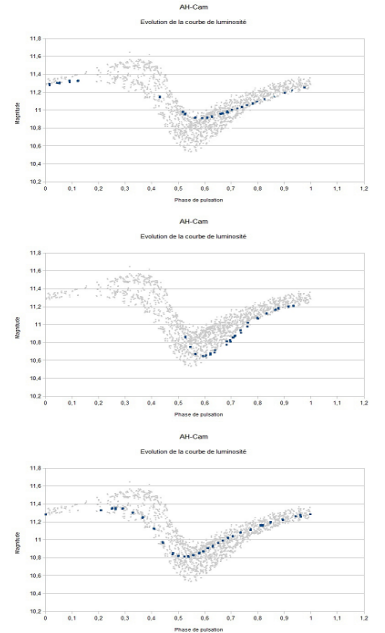 AH-Cam
Evolution de la courbe de luminosité
11,8
11,6
11,4
11,2
11
10,8
10,6
10,4
10,2
Magnitude
0 0,1 0,2 0,3 0,4 0,5 0,6 0,7 0,8 0,9 1 1,1 1,2
Phase de pulsation
AH-Cam
Evolution de la courbe de luminosité
11,8
11,6
11,4
11,2
11
10,8
10,6
10,4
10,2
Magnitude
0 0,1 0,2 0,3 0,4 0,5 0,6 0,7 0,8 0,9 1 1,1 1,2
Phase de pulsation
AH-Cam
Evolution de la courbe de luminosité
11,8
11,6
11,4
11,2
11
10,8
10,6
10,4
10,2
Magnitude
0 0,1 0,2 0,3 0,4 0,5 0,6 0,7 0,8 0,9 1 1,1 1,2
Phase de pulsation